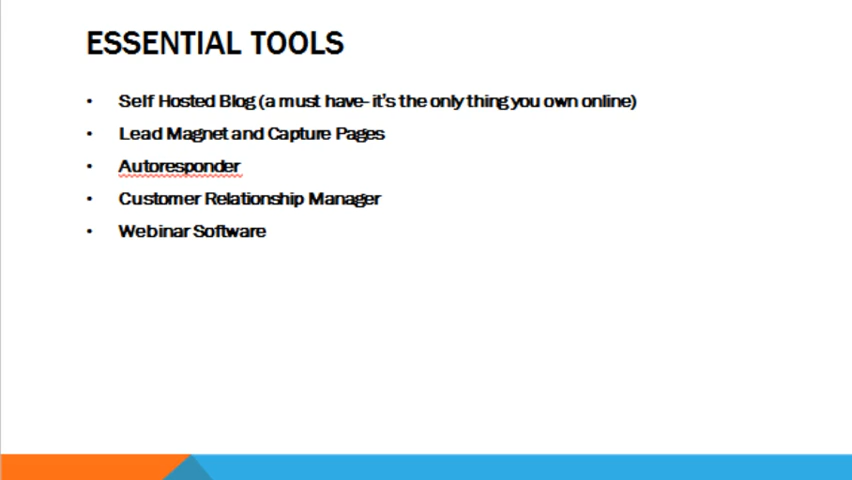 ESSENTIAL TOOLS
• Self Hosted Blog (a must have- it's the only thing you own online)
• Lead Magnet and Capture Pages
• Autoresponder
• Customer Relationship Manager
• Webinar Software